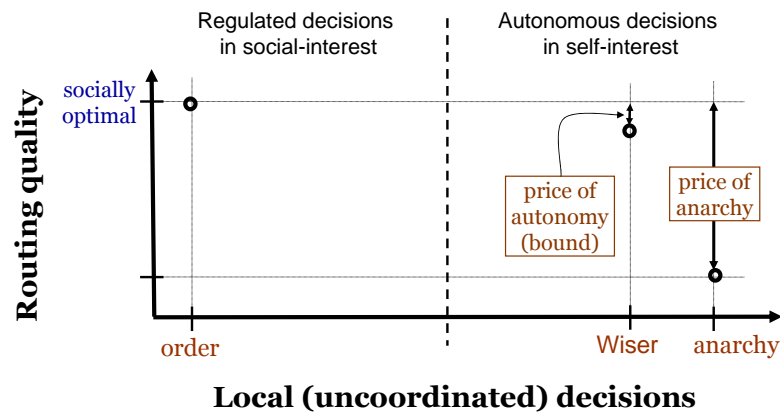 Regulated decisions
in social-interest
Autonomous decisions
in self-interest
Routing quality
socially
optimal
price of
autonomy
(bound)
price of
anarchy
order
Wiser
anarchy
Local (uncoordinated) decisions